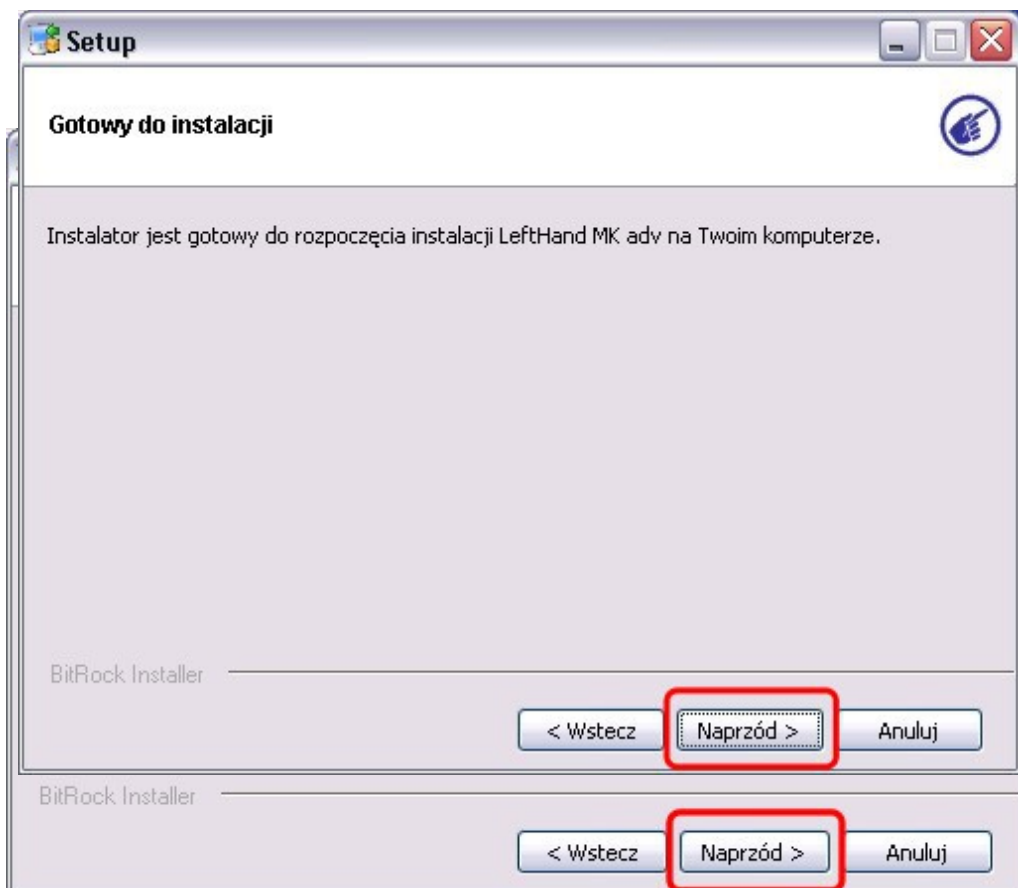 Setup
Gotowy do instalacji
Instalator jest gotowy do rozpoczęcia instalacji LeftHand MK adv na Twoim komputerze.
BitRock Installer
< Wstecz Naprzód > Anuluj
BitRock Installer
< Wstecz Naprzód > Anuluj